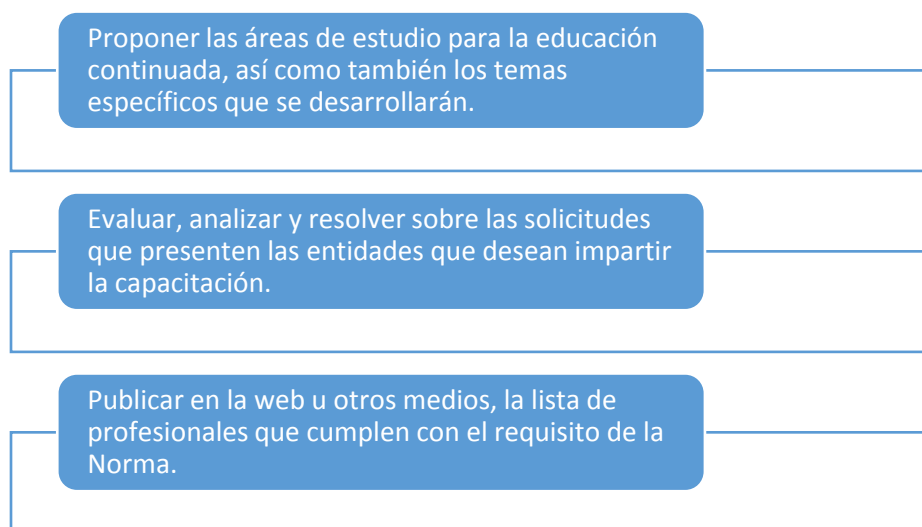 Proponer las áreas de estudio para la educación
continuada, así como también los temas
específicos que se desarrollarán.
Evaluar, analizar y resolver sobre las solicitudes
que presenten las entidades que desean impartir
la capacitación.
Publicar en la web u otros medios, la lista de
profesionales que cumplen con el requisito de la
Norma.